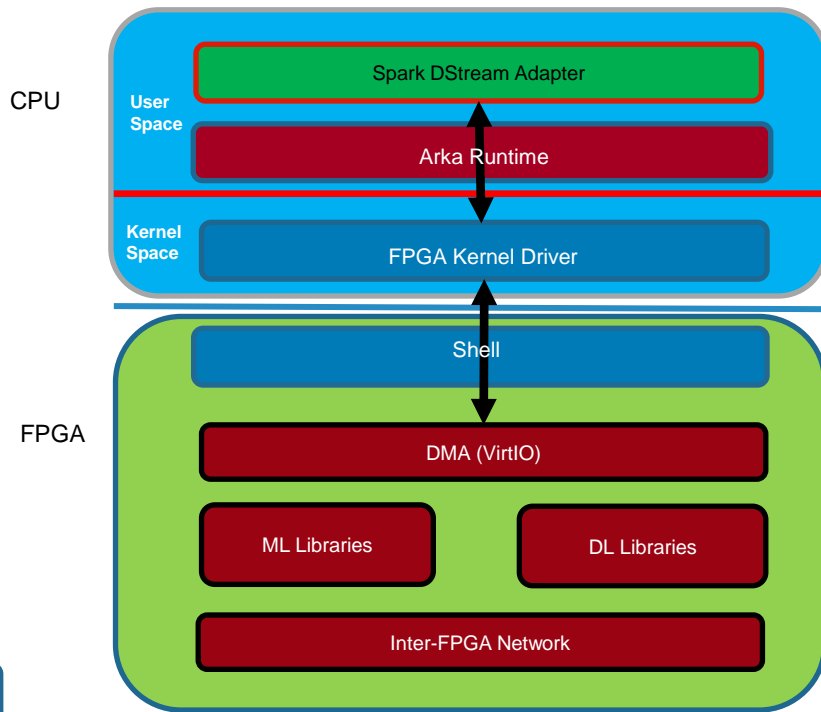 Spark DStream Adapter
CPU
User
Space
Arka Runtime
Kernel
Space
FPGA Kernel Driver
Shell
FPGA
DMA (VirtIO)
ML Libraries
DL Libraries
Inter-FPGA Network